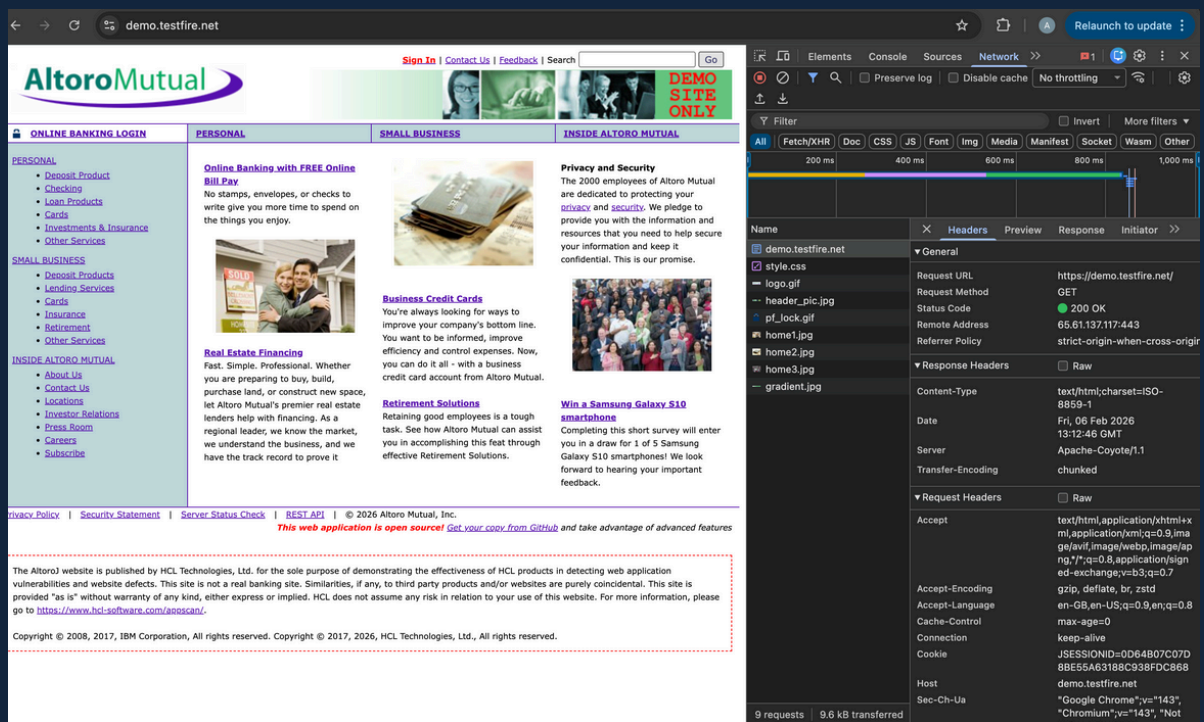 demo.testfire.net
A
Relaunch to update
Sign In | Contact Us | Feedback | Search
Go
AltoroMutual
DEMO
SITE
ONLY
ONLINE BANKING LOGIN
PERSONAL
SMALL BUSINESS
INSIDE ALTORO MUTUAL
PERSONAL
Deposit Product
Checking
Loan Products
Cards
Investments & Insurance
Other Services
SMALL BUSINESS
Deposit Products
Lending Services
Cards
Insurance
Retirement
Other Services
INSIDE ALTORO MUTUAL
About Us
Contact Us
Locations
Investor Relations
Press Room
Careers
Subscribe
Online Banking with FREE Online
Bill Pay
No stamps, envelopes, or checks to
write give you more time to spend on
the things you enjoy.
SOLD
Real Estate Financing
Fast. Simple. Professional. Whether
you are preparing to buy, build,
purchase land, or construct new space,
let Altoro Mutual's premier real estate
lenders help with financing. As a
regional leader, we know the market,
we understand the business, and we
have the track record to prove it
Business Credit Cards
You're always looking for ways to
improve your company's bottom line.
You want to be informed, improve
efficiency and control expenses. Now,
you can do it all - with a business
credit card account from Altoro Mutual.
Retirement Solutions
Retaining good employees is a tough
task. See how Altoro Mutual can assist
you in accomplishing this feat through
effective Retirement Solutions.
Privacy and Security
The 2000 employees of Altoro Mutual
are dedicated to protecting your
privacy and security. We pledge to
provide you with the information and
resources that you need to help secure
your information and keep it
confidential. This is our promise.
Win a Samsung Galaxy S10
smartphone
Completing this short survey will enter
you in a draw for 1 of 5 Samsung
Galaxy S10 smartphones! We look
forward to hearing your important
feedback.
rivacy Policy | Security Statement | Server Status Check | REST API | © 2026 Altoro Mutual, Inc.
This web application is open source! Get your copy from GitHub and take advantage of advanced features
The AltoroJ website is published by HCL Technologies, Ltd. for the sole purpose of demonstrating the effectiveness of HCL products in detecting web application
vulnerabilities and website defects. This site is not a real banking site. Similarities, if any, to third party products and/or websites are purely coincidental. This site is
provided "as is" without warranty of any kind, either express or implied. HCL does not assume any risk in relation to your use of this website. For more information, please
go to https://www.hcl-software.com/appscan/.
Copyright © 2008, 2017, IBM Corporation, All rights reserved. Copyright © 2017, 2026, HCL Technologies, Ltd., All rights reserved.
Elements Console Sources Network 1
Preserve log Disable cache No throttling
Filter Invert More filters
All Fetch/XHR Doc CSS JS Font Img Media Manifest Socket Wasm Other
200 ms 400 ms 600 ms 800 ms 1,000 ms
Name
demo.testfire.net
style.css
logo.gif
header_pic.jpg
pf_lock.gif
home1.jpg
home2.jpg
home3.jpg
gradient.jpg
9 requests 9.6 kB transferred
Headers Preview Response Initiator
General
Request URL https://demo.testfire.net/
Request Method GET
Status Code 200 OK
Remote Address 65.61.137.117:443
Referrer Policy strict-origin-when-cross-origin
Response Headers Raw
Content-Type text/html;charset=ISO-
8859-1
Date Fri, 06 Feb 2026
13:12:46 GMT
Server Apache-Coyote/1.1
Transfer-Encoding chunked
Request Headers Raw
Accept text/html,application/xhtml+x
ml,application/xml;q=0.9,ima
ge/avif,image/webp,image/ap
ng,*/*;q=0.8,application/sign
ed-exchange;v=b3;q=0.7
Accept-Encoding gzip, deflate, br, zstd
Accept-Language en-GB,en-US;q=0.9,en;q=0.8
Cache-Control max-age=0
Connection keep-alive
Cookie JSESSIONID=0D64B07C07D
8BE55A63188C938FDC868
Host demo.testfire.net
Sec-Ch-Ua "Google Chrome";v="143",
"Chromium";v="143", "Not